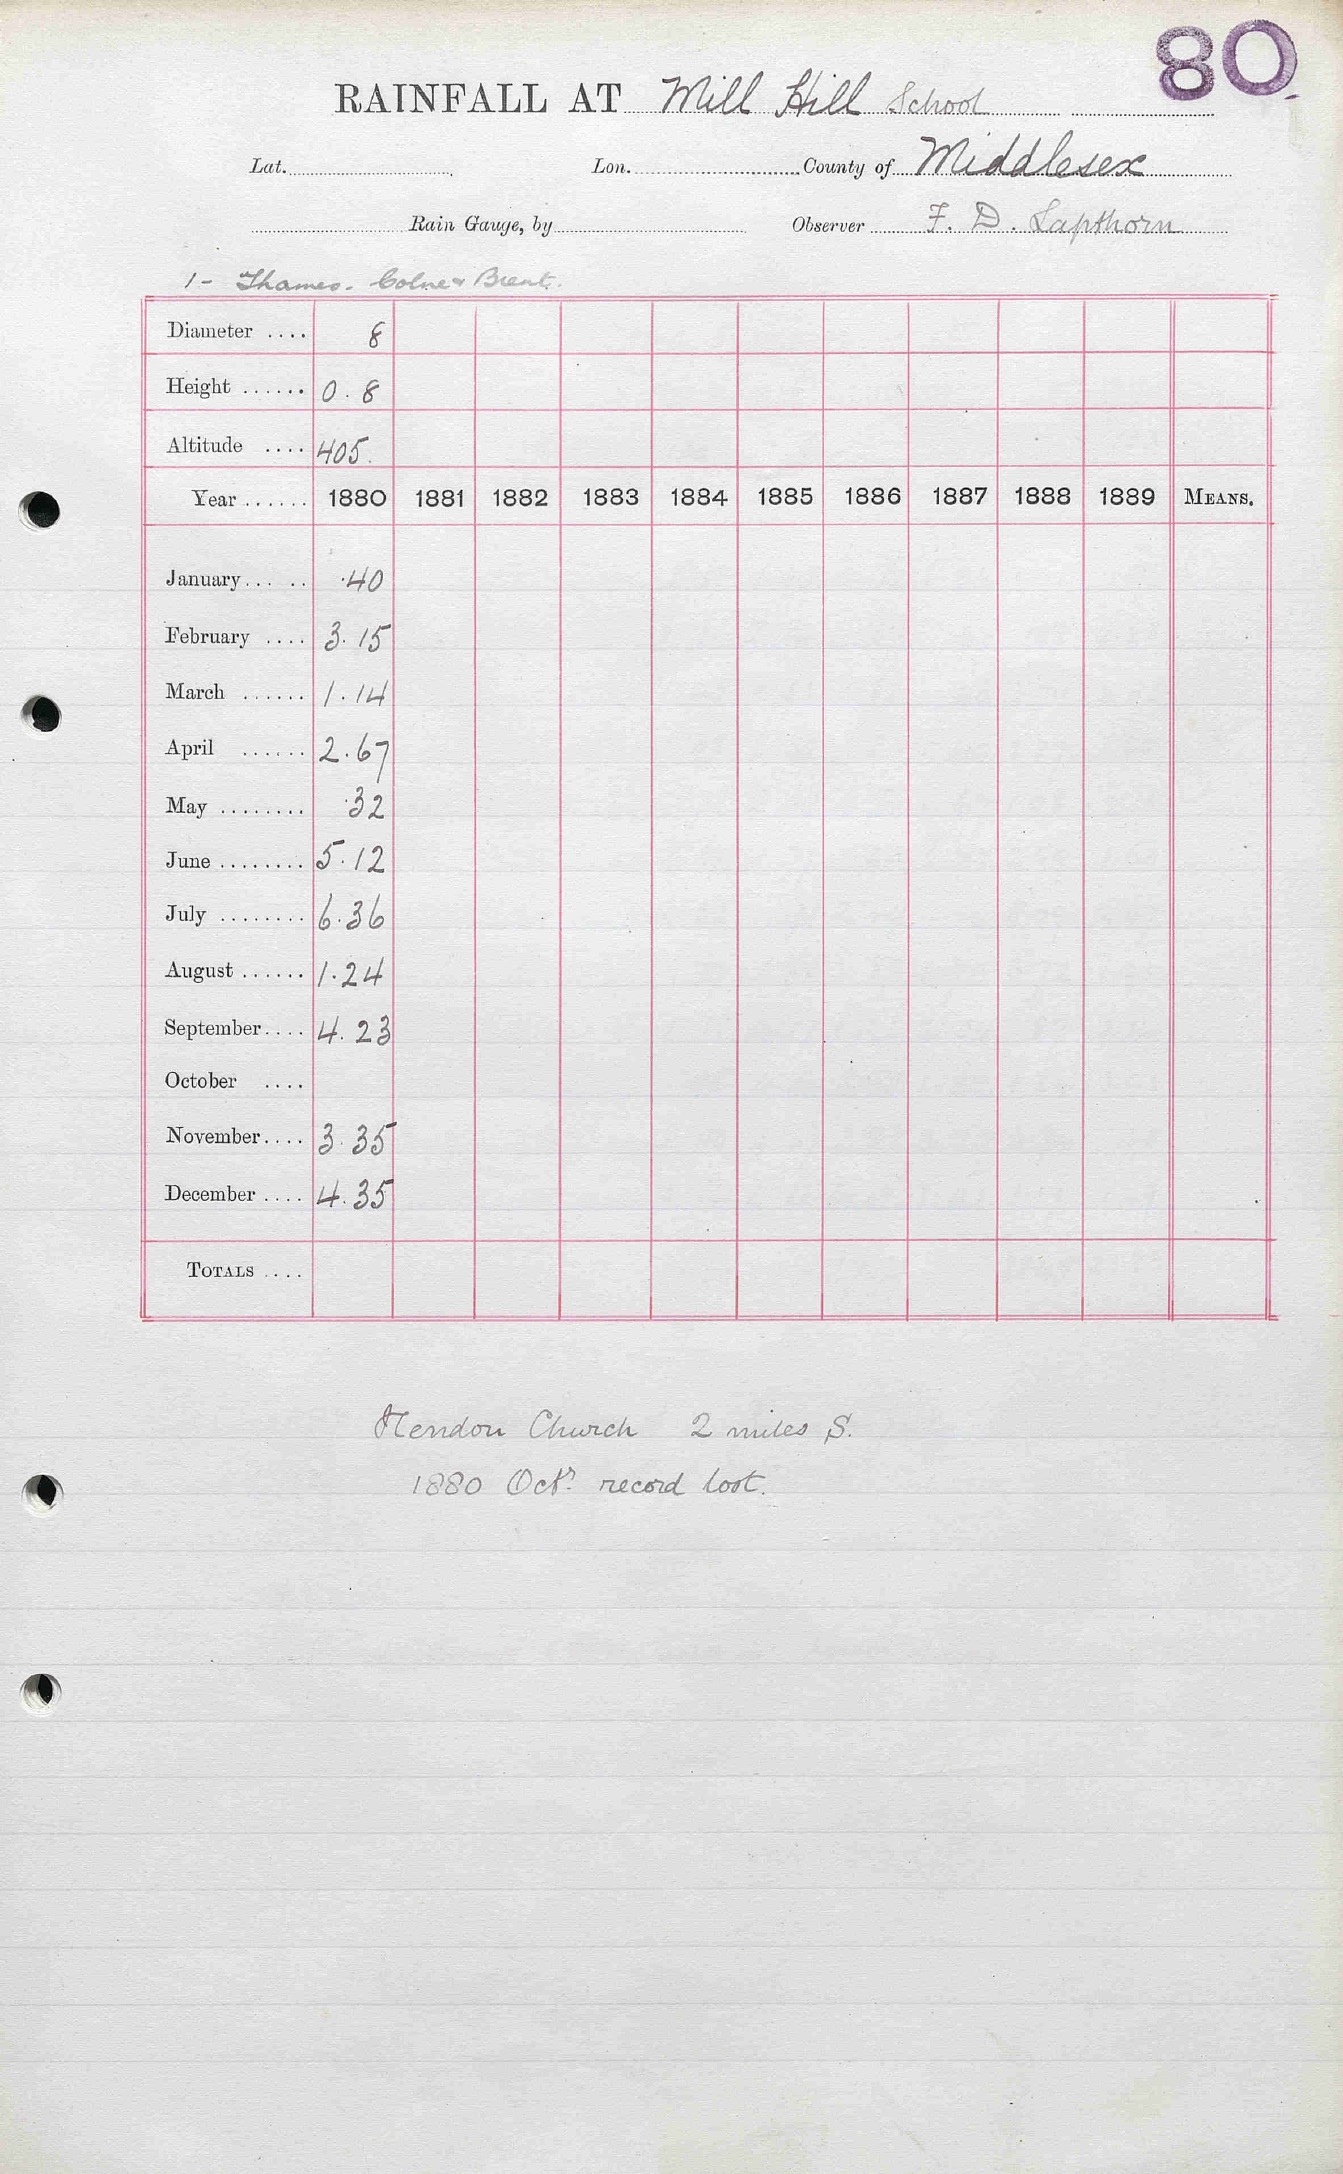 80
RAINFALL AT Mill Hill School
Lat. Lon. County of Middlesex
Rain Gauge, by Observer F. D. Lapthorn
1 - Thames. Colne & Brent.
Diameter .... 8
Height ...... 0.8
Altitude .... 405.
Year ...... 1880 1881 1882 1883 1884 1885 1886 1887 1888 1889 MEANS.
January ... .. .40
February .... 3.15
March ...... 1.14
April ...... 2.67
May ........ .32
June ........ 5.12
July ........ 6.36
August ...... 1.24
September .... 4.23
October ....
November .... 3.35
December .... 4.35
TOTALS ....
Hendon Church 2 miles S.
1880 Octr. record lost.